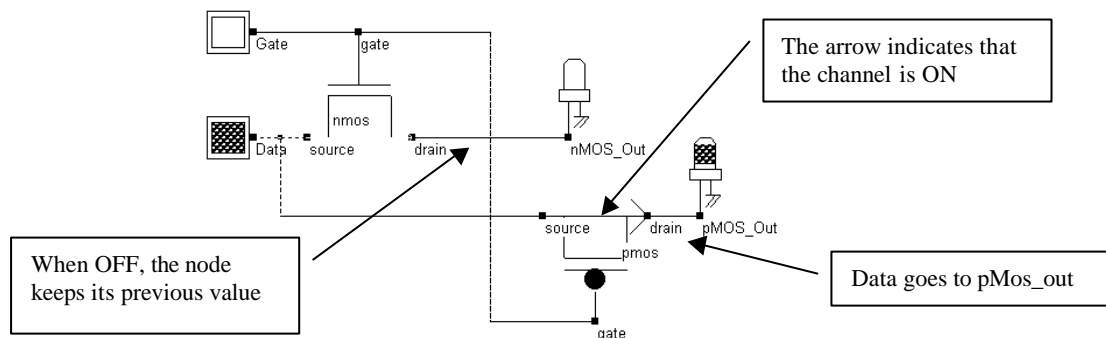 Gate
gate
nmos
Data
source
drain
nMOS_Out
The arrow indicates that
the channel is ON
source
drain
pMOS_Out
pmos
gate
When OFF, the node
keeps its previous value
Data goes to pMos_out